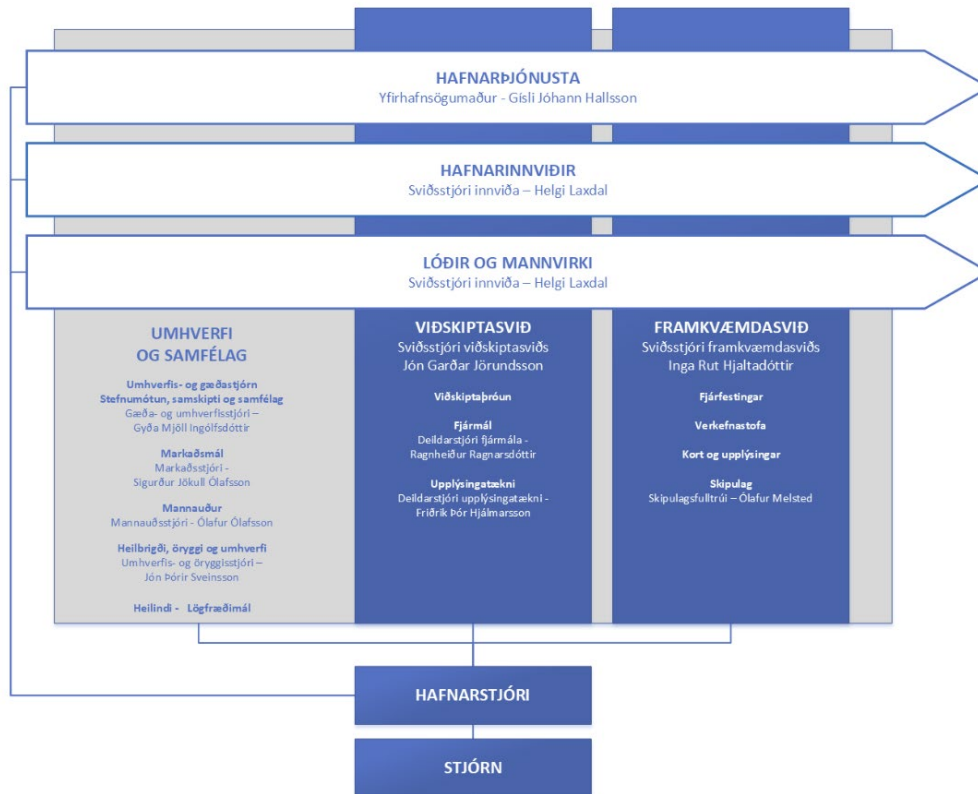 HAFNARÞJÓNUSTA
Yfirhafnsögumaður - Gísli Jóhann Hallsson
HAFNARINNVIÐIR
Sviðsstjóri innviða – Helgi Laxdal
LÓÐIR OG MANNVIRKI
Sviðsstjóri innviða – Helgi Laxdal
UMHVERFI
OG SAMFÉLAG
Umhverfis- og gæðastjórn
Stefnumótun, samskipti og samfélag
Gæða- og umhverfisstjóri –
Gyða Mjöll Ingólfsdóttir
Markaðsmál
Markaðsstjóri -
Sigurður Jökull Ólafsson
Mannauður
Mannauðsstjóri - Ólafur Ólafsson
Heilbrigði, öryggi og umhverfi
Umhverfis- og öryggisstjóri –
Jón Þórir Sveinsson
Heilindi - Lögfræðimál
VIÐSKIPTASVIÐ
Sviðsstjóri viðskiptasviðs
Jón Garðar Jörundsson
Viðskiptaþróun
Fjármál
Deildarstjóri fjármála -
Ragnheiður Ragnarsdóttir
Upplýsingatækni
Deildarstjóri upplýsingatækni -
Friðrik Þór Hjálmarsson
FRAMKVÆMDASVIÐ
Sviðsstjóri framkvæmdasviðs
Inga Rut Hjaltadóttir
Fjárfestingar
Verkefnastofa
Kort og upplýsingar
Skipulag
Skipulagsfulltrúi – Ólafur Melsted
HAFNARSTJÓRI
STJÓRN